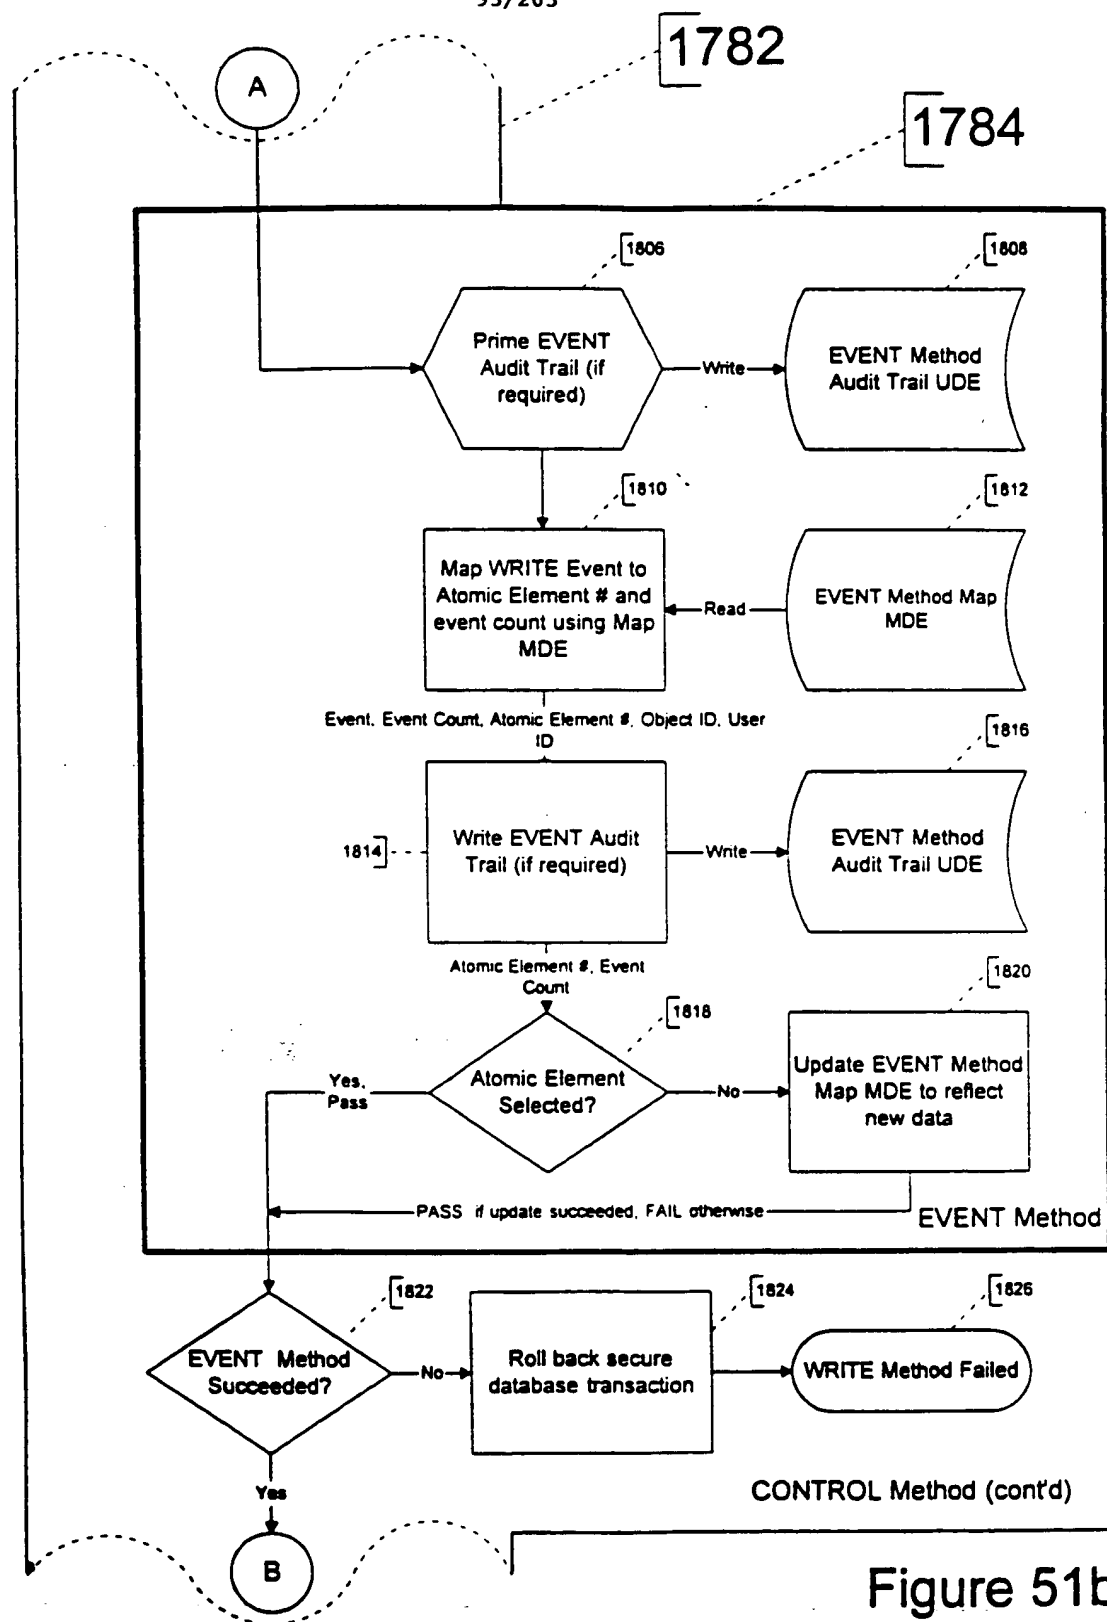 1782
A
1784
1806
1808
Prime EVENT
Audit Trail (if
required)
Write
EVENT Method
Audit Trail UDE
1810
1812
Map WRITE Event to
Atomic Element # and
event count using Map
MDE
Read
EVENT Method Map
MDE
Event, Event Count, Atomic Element #, Object ID, User
ID
1816
1814
Write EVENT Audit
Trail (if required)
Write
EVENT Method
Audit Trail UDE
Atomic Element #, Event
Count
1820
1818
Yes,
Pass
Atomic Element
Selected?
No
Update EVENT Method
Map MDE to reflect
new data
PASS if update succeeded, FAIL otherwise
EVENT Method
1822
1824
1826
EVENT Method
Succeeded?
No
Roll back secure
database transaction
WRITE Method Failed
Yes
CONTROL Method (cont'd)
B
Figure 51b